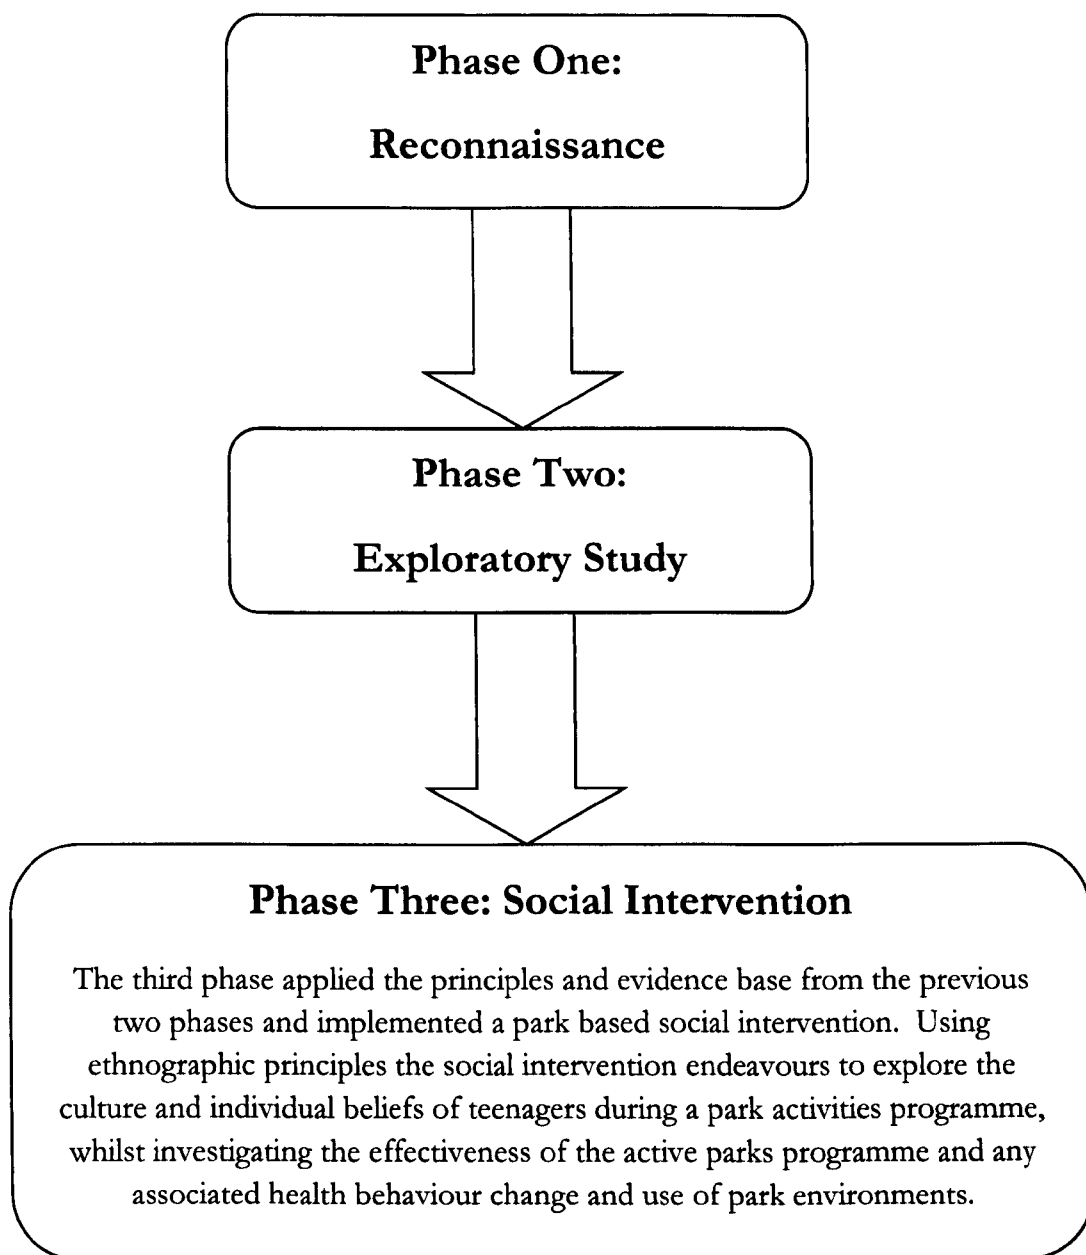 Phase One:
Reconnaissance
Phase Two:
Exploratory Study
Phase Three: Social Intervention
The third phase applied the principles and evidence base from the previous
two phases and implemented a park based social intervention. Using
ethnographic principles the social intervention endeavours to explore the
culture and individual beliefs of teenagers during a park activities programme,
whilst investigating the effectiveness of the active parks programme and any
associated health behaviour change and use of park environments.